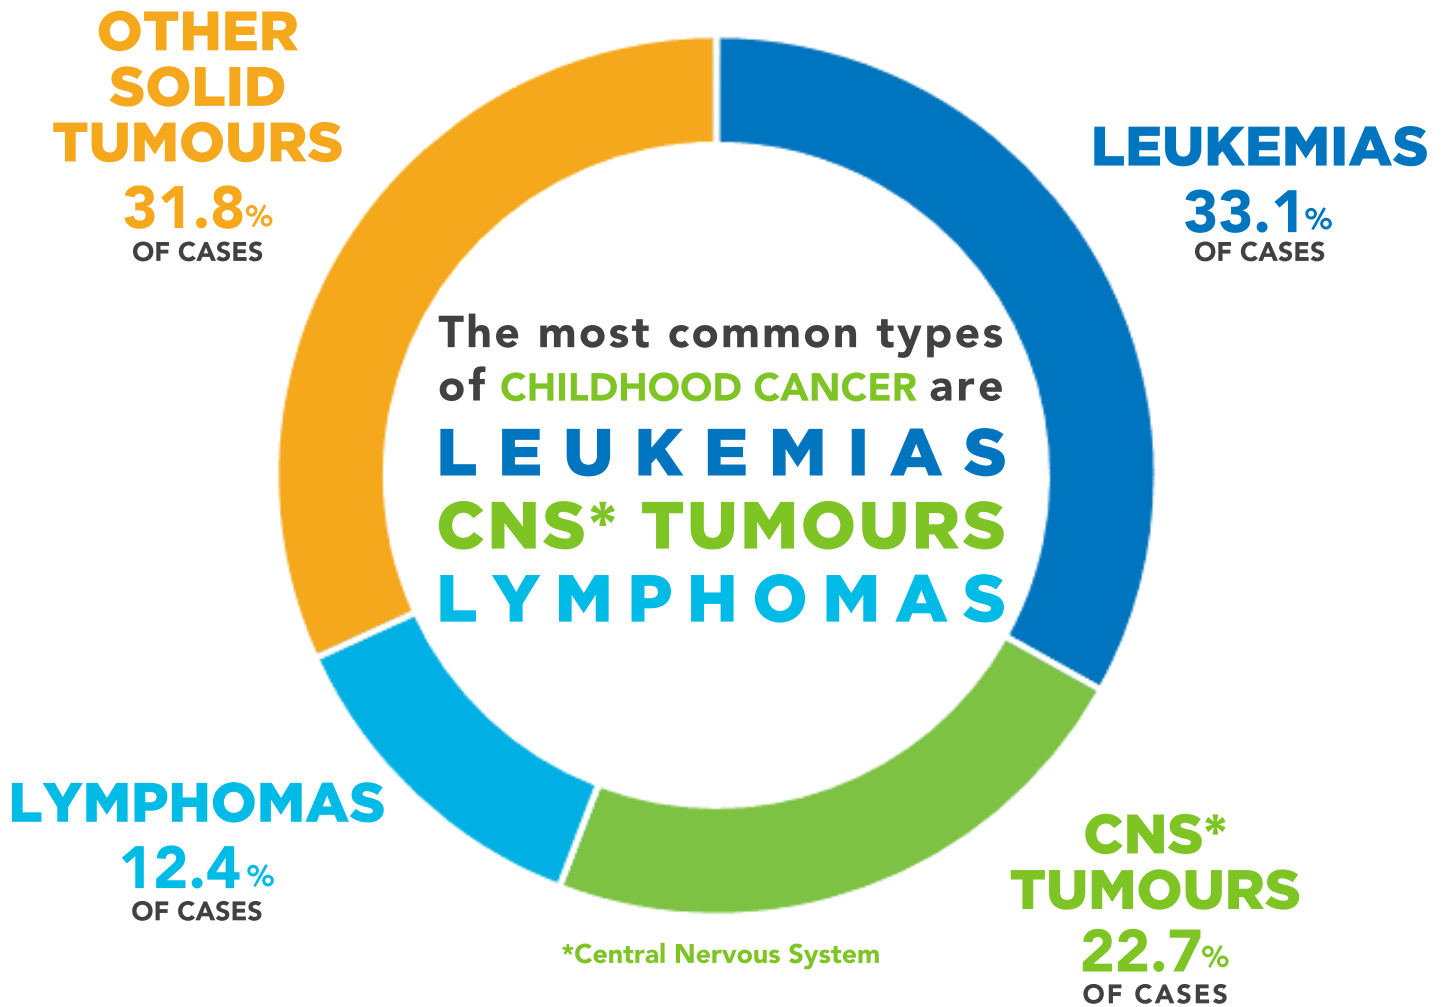 OTHER
SOLID
TUMOURS
31.8%
OF CASES
LEUKEMIAS
33.1%
OF CASES
The most common types
of CHILDHOOD CANCER are
LEUKEMIAS
CNS* TUMOURS
LYMPHOMAS
LYMPHOMAS
12.4%
OF CASES
CNS*
TUMOURS
22.7%
OF CASES
*Central Nervous System